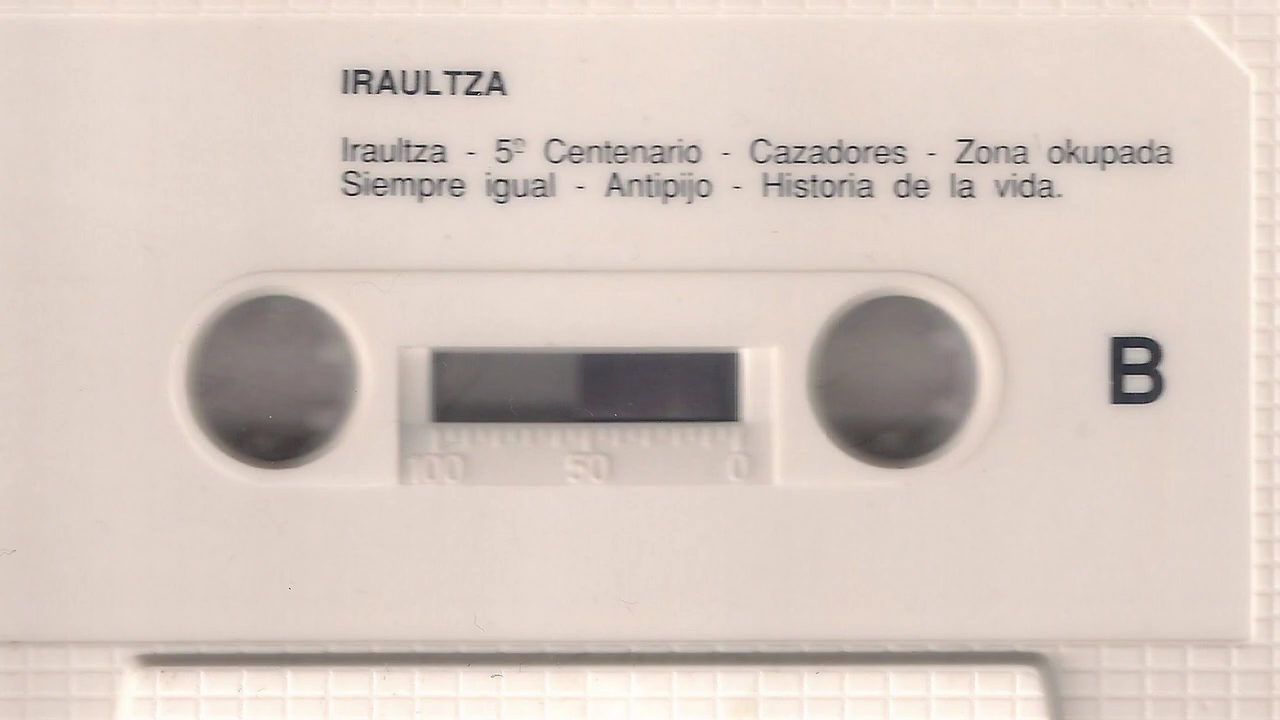 IRAULTZA
Iraultza - 5º Centenario - Cazadores - Zona okupada
Siempre igual - Antipijo - Historia de la vida.
B
100 50 0